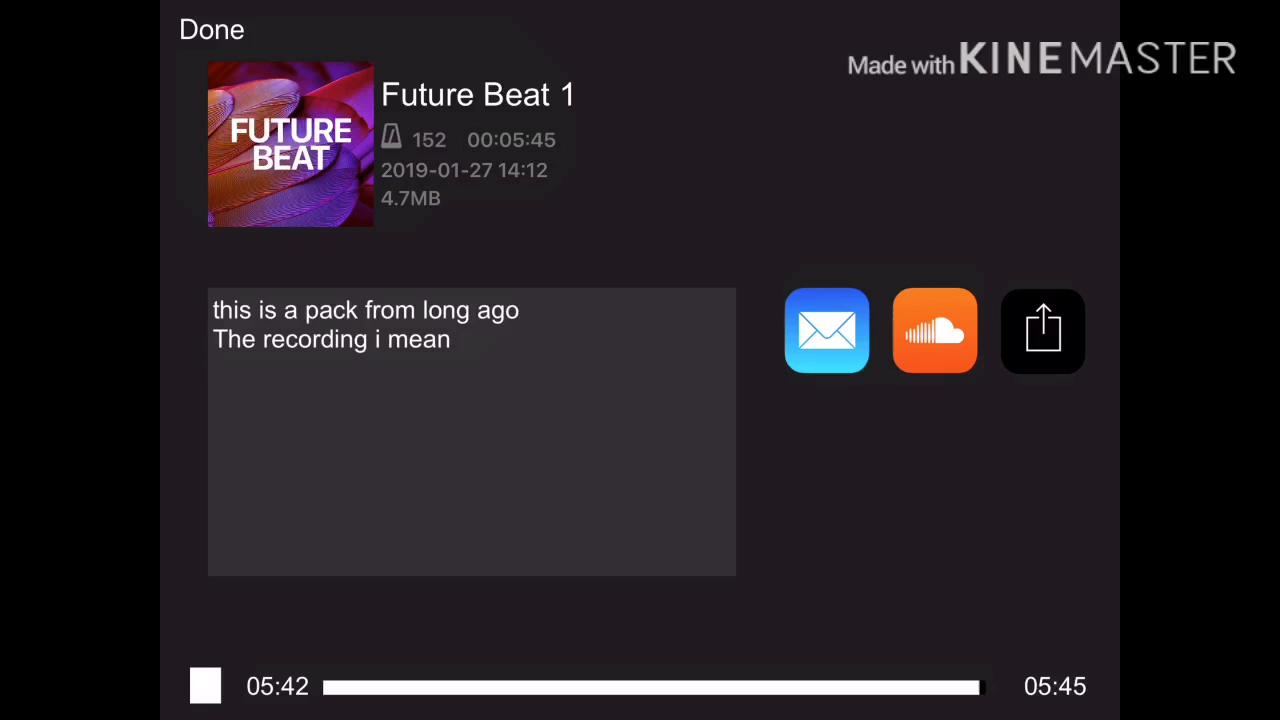 Done
Made with KINEMASTER
FUTURE
BEAT
Future Beat 1
152 00:05:45
2019-01-27 14:12
4.7MB
this is a pack from long ago
The recording i mean
05:42
05:45